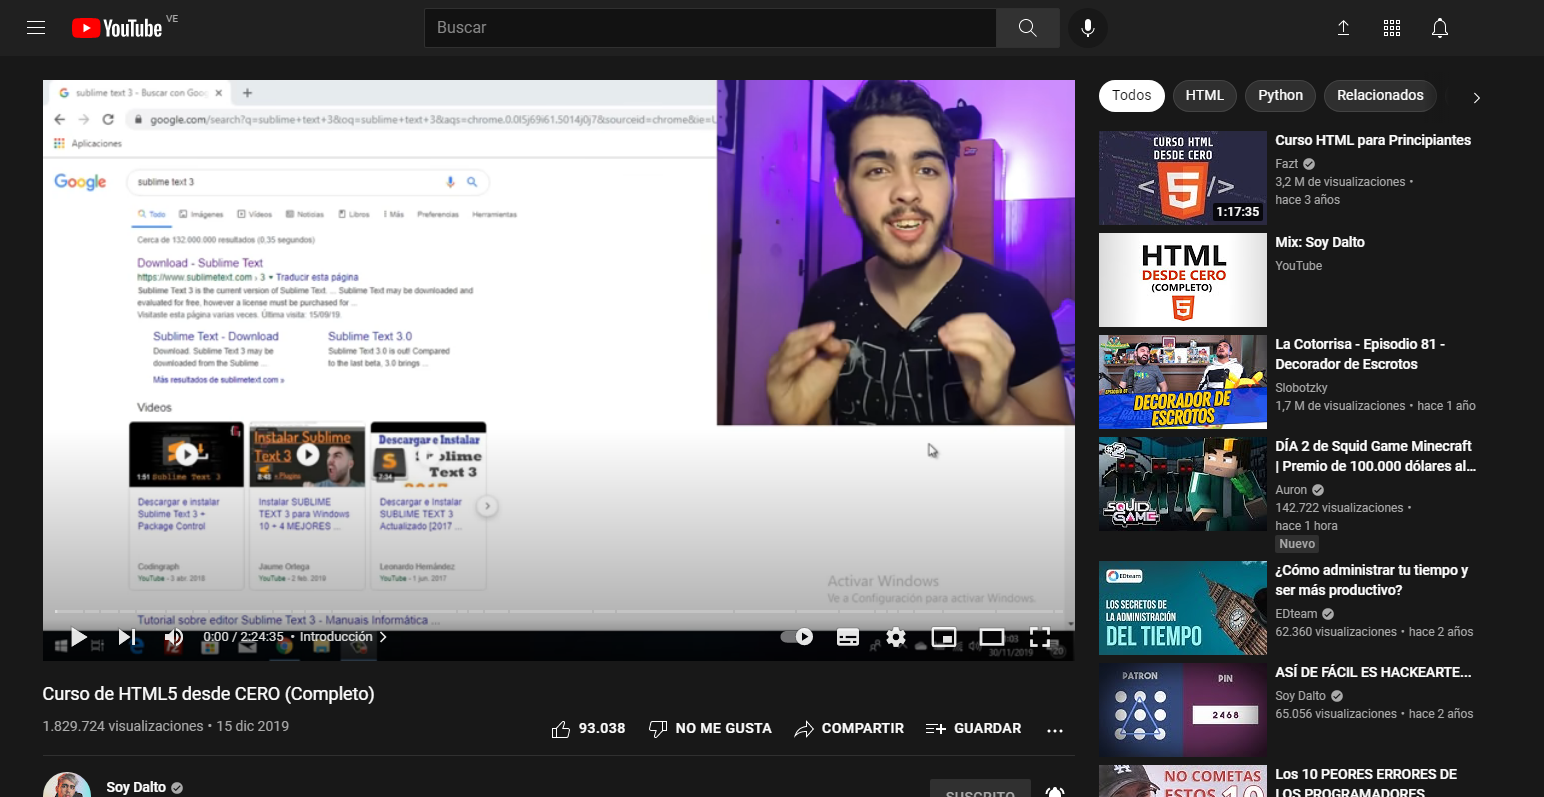 YouTube VE
Buscar
sublime text 3 - Buscar con Goo
google.com/search?q=sublime+text+3&oq=sublime+text+3&aqs=chrome.0.0l5j69i61.5014j0j7&sourceid=chrome&ie=U
Aplicaciones
Google
sublime text 3
Todo Imágenes Vídeos Noticias Libros Más Preferencias Herramientas
Cerca de 132.000.000 resultados (0,35 segundos)
Download - Sublime Text
https://www.sublimetext.com › 3 ▾ Traducir esta página
Sublime Text 3 is the current version of Sublime Text. ... Sublime Text may be downloaded and
evaluated for free, however a license must be purchased for ...
Visitaste esta página varias veces. Última visita: 15/09/19.
Sublime Text - Download
Download. Sublime Text 3 may be
downloaded from the Sublime ...
Sublime Text 3.0
Sublime Text 3.0 is out! Compared
to the last beta, 3.0 brings ...
Más resultados de sublimetext.com »
Videos
1:51 Sublime Text 3
Descargar e instalar
Sublime Text 3 +
Package Control
Codingraph
YouTube - 3 abr. 2018
Instalar Sublime
Text 3
8:43 + Plugins
Instalar SUBLIME
TEXT 3 para Windows
10 + 4 MEJORES ...
Jaume Ortega
YouTube - 2 feb. 2019
Descargar e Instalar
Text 3
7:34
Descargar e Instalar
SUBLIME TEXT 3
Actualizado [2017 ...
Leonardo Hernández
YouTube - 1 jun. 2017
Activar Windows
Ve a Configuración para activar Windows.
Tutorial sobre editor Sublime Text 3 - Manuais Informática ...
0:00 / 2:24:35 • Introducción
30/11/2019
20
Curso de HTML5 desde CERO (Completo)
1.829.724 visualizaciones • 15 dic 2019
93.038 NO ME GUSTA COMPARTIR GUARDAR ...
Soy Dalto
SUSCRITO
Todos HTML Python Relacionados
CURSO HTML
DESDE CERO
< 5 />
1:17:35
Curso HTML para Principiantes
Fazt
3,2 M de visualizaciones •
hace 3 años
HTML
DESDE CERO
(COMPLETO)
5
Mix: Soy Dalto
YouTube
DECORADOR DE
ESCROTOS
La Cotorrisa - Episodio 81 -
Decorador de Escrotos
Slobotzky
1,7 M de visualizaciones • hace 1 año
#2
SQUID
GAME
DÍA 2 de Squid Game Minecraft
| Premio de 100.000 dólares al...
Auron
142.722 visualizaciones •
hace 1 hora
Nuevo
EDteam
LOS SECRETOS DE
LA ADMINISTRACIÓN
DEL TIEMPO
¿Cómo administrar tu tiempo y
ser más productivo?
EDteam
62.360 visualizaciones • hace 2 años
PATRON PIN
2468
ASÍ DE FÁCIL ES HACKEARTE...
Soy Dalto
65.056 visualizaciones • hace 2 años
NO COMETAS
ESTOS 10
Los 10 PEORES ERRORES DE
LOS PROGRAMADORES